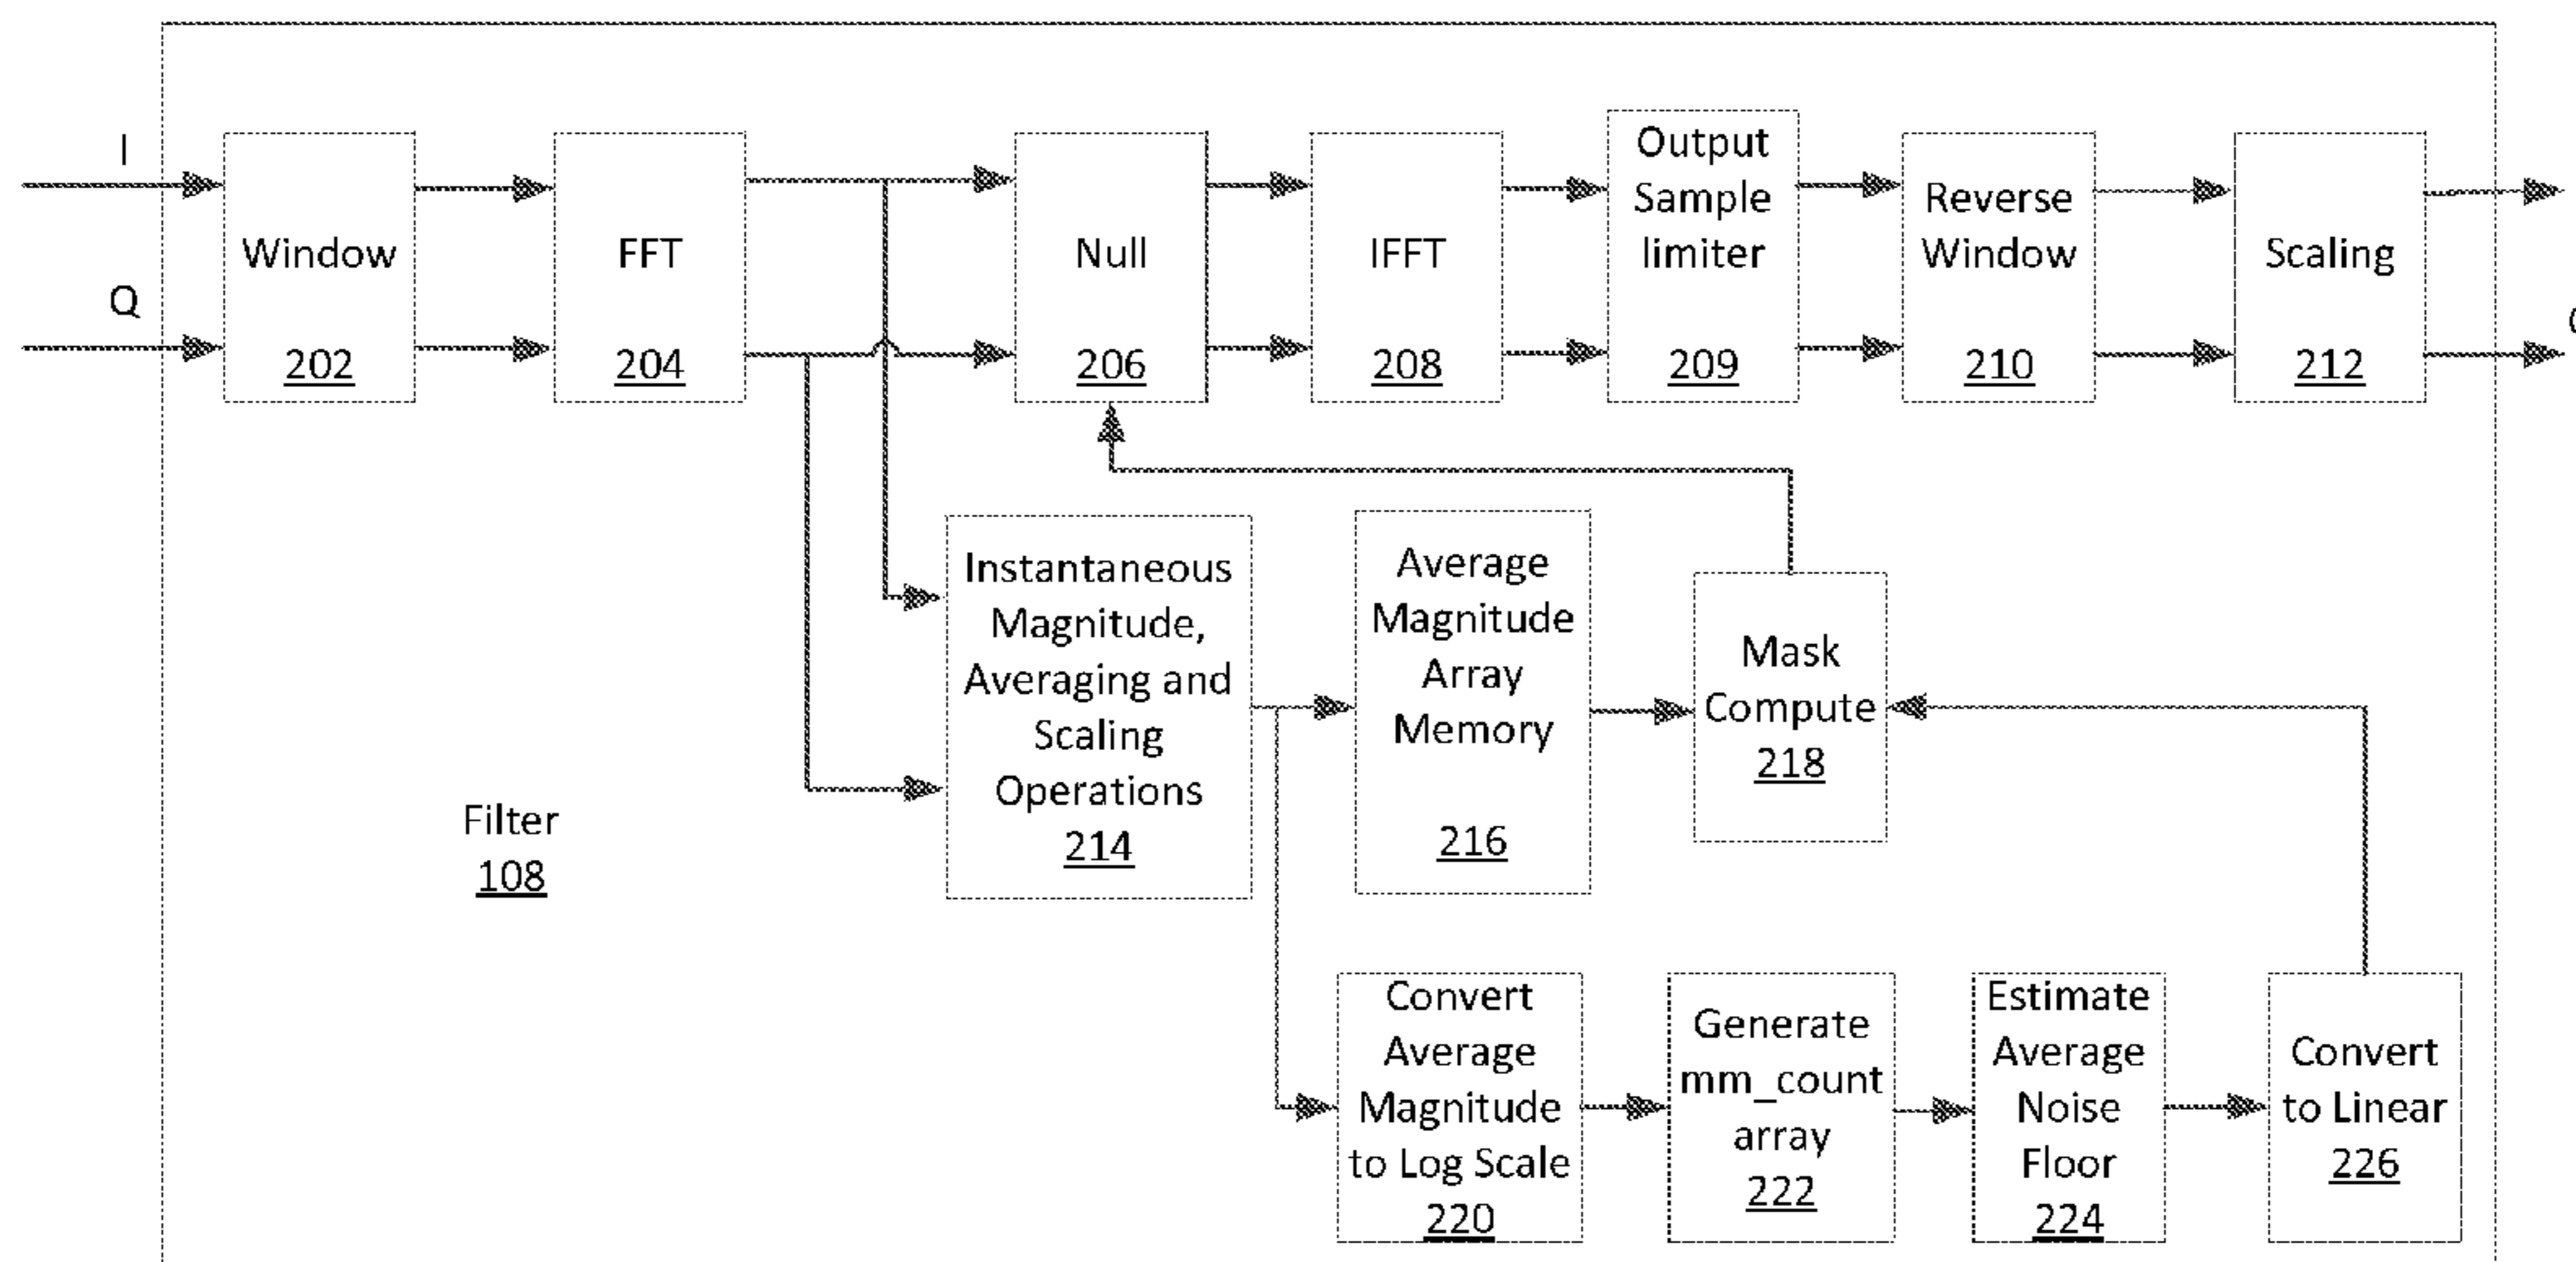 I
Q
Window
202
FFT
204
Null
206
IFFT
208
Output
Sample
limiter
209
Reverse
Window
210
Scaling
212
Instantaneous
Magnitude,
Averaging and
Scaling
Operations
214
Average
Magnitude
Array
Memory
216
Mask
Compute
218
Filter
108
Convert
Average
Magnitude
to Log Scale
220
Generate
mm_count
array
222
Estimate
Average
Noise
Floor
224
Convert
to Linear
226